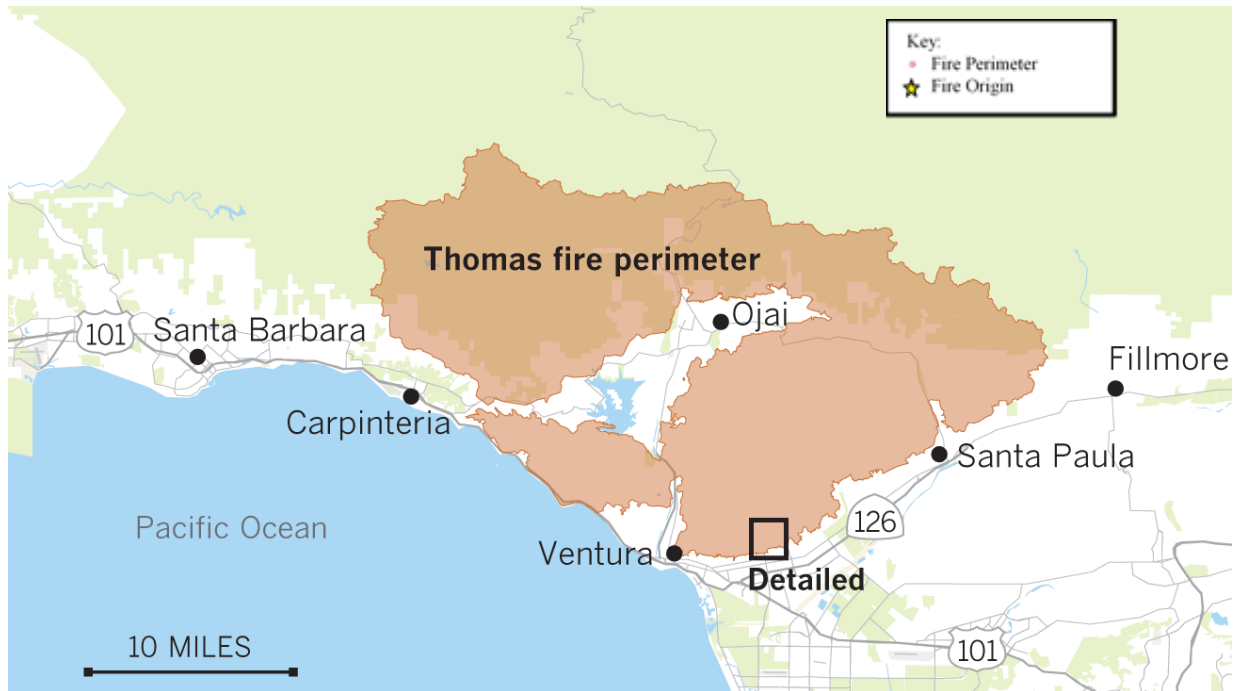 Key:
Fire Perimeter
Fire Origin
Thomas fire perimeter
Ojai
101
Santa Barbara
Fillmore
Carpinteria
Santa Paula
Pacific Ocean
126
Ventura
Detailed
10 MILES
101